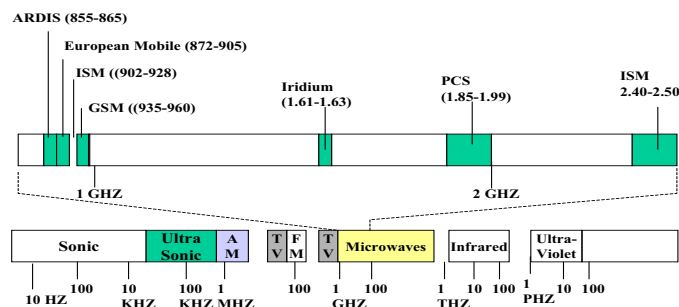 ARDIS (855-865)
European Mobile (872-905)
ISM ((902-928)
GSM ((935-960)
Iridium
(1.61-1.63)
PCS
(1.85-1.99)
ISM
2.40-2.50
1 GHZ
2 GHZ
Sonic
Ultra
Sonic
A
M
T
V
F
M
T
V
Microwaves
Infrared
Ultra-
Violet
10 HZ
100
10
KHZ
100
KHZ
1
MHZ
100
1
GHZ
100
1
THZ
10
100
1
PHZ
10
100